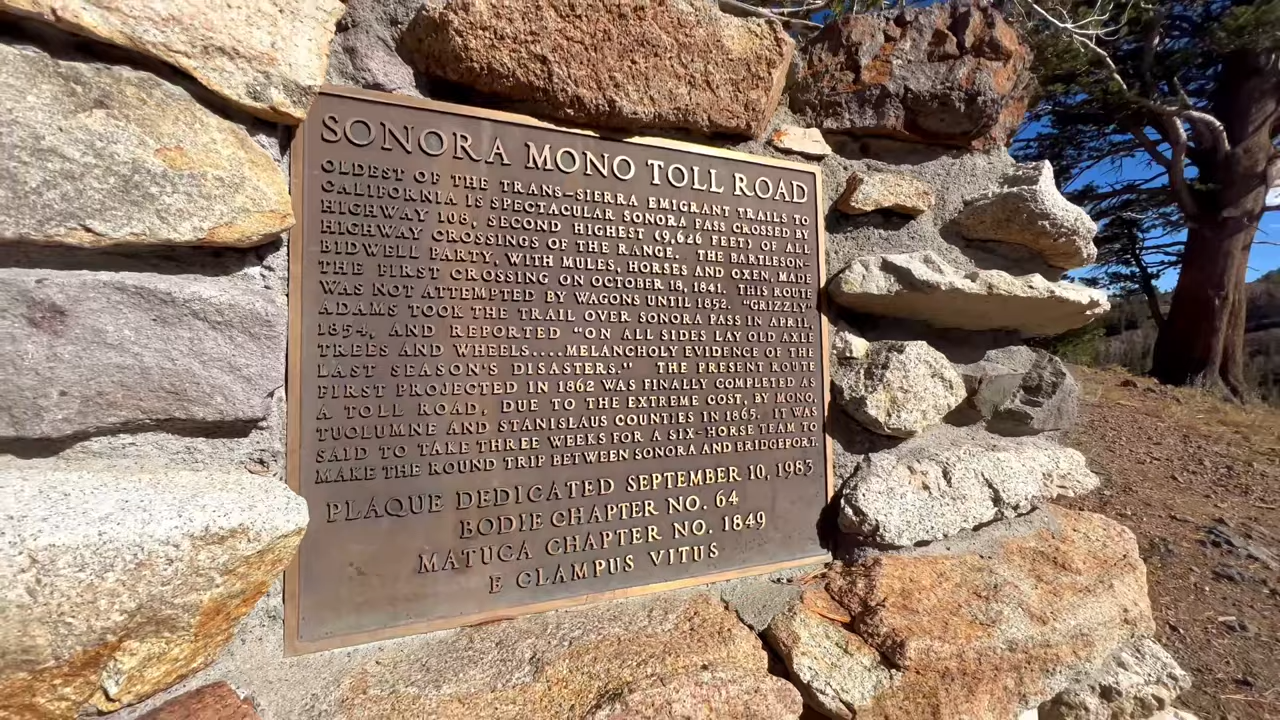 SONORA MONO TOLL ROAD
OLDEST OF THE TRANS-SIERRA EMIGRANT TRAILS TO
CALIFORNIA IS SPECTACULAR SONORA PASS CROSSED BY
HIGHWAY 108, SECOND HIGHEST (9,626 FEET) OF ALL
HIGHWAY CROSSINGS OF THE RANGE. THE BARTLESON-
BIDWELL PARTY, WITH MULES, HORSES AND OXEN, MADE
THE FIRST CROSSING ON OCTOBER 18, 1841. THIS ROUTE
WAS NOT ATTEMPTED BY WAGONS UNTIL 1852. "GRIZZLY"
ADAMS TOOK THE TRAIL OVER SONORA PASS IN APRIL,
1854, AND REPORTED "ON ALL SIDES LAY OLD AXLE
TREES AND WHEELS....MELANCHOLY EVIDENCE OF THE
LAST SEASON'S DISASTERS." THE PRESENT ROUTE
FIRST PROJECTED IN 1862 WAS FINALLY COMPLETED AS
A TOLL ROAD, DUE TO THE EXTREME COST, BY MONO,
TUOLUMNE AND STANISLAUS COUNTIES IN 1865. IT WAS
SAID TO TAKE THREE WEEKS FOR A SIX-HORSE TEAM TO
MAKE THE ROUND TRIP BETWEEN SONORA AND BRIDGEPORT.
PLAQUE DEDICATED SEPTEMBER 10, 1983
BODIE CHAPTER NO. 64
MATUCA CHAPTER NO. 1849
E CLAMPUS VITUS